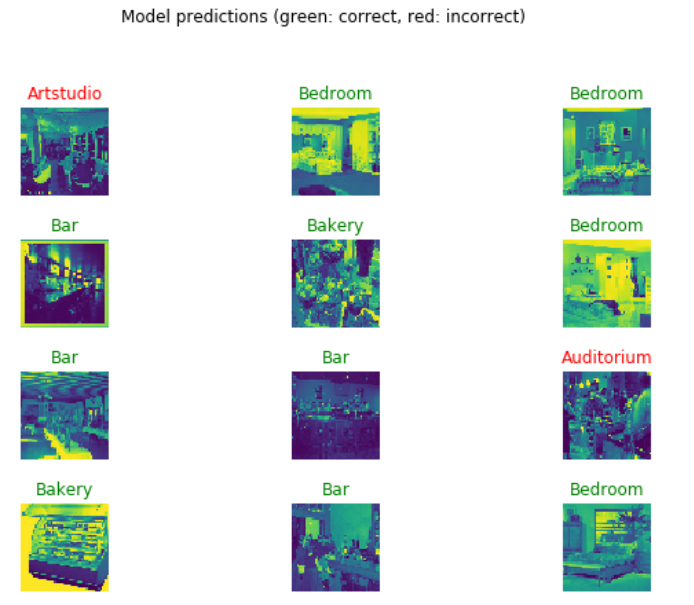 Model predictions (green: correct, red: incorrect)
Artstudio Bedroom Bedroom
Bar Bakery Bedroom
Bar Bar Auditorium
Bakery Bar Bedroom